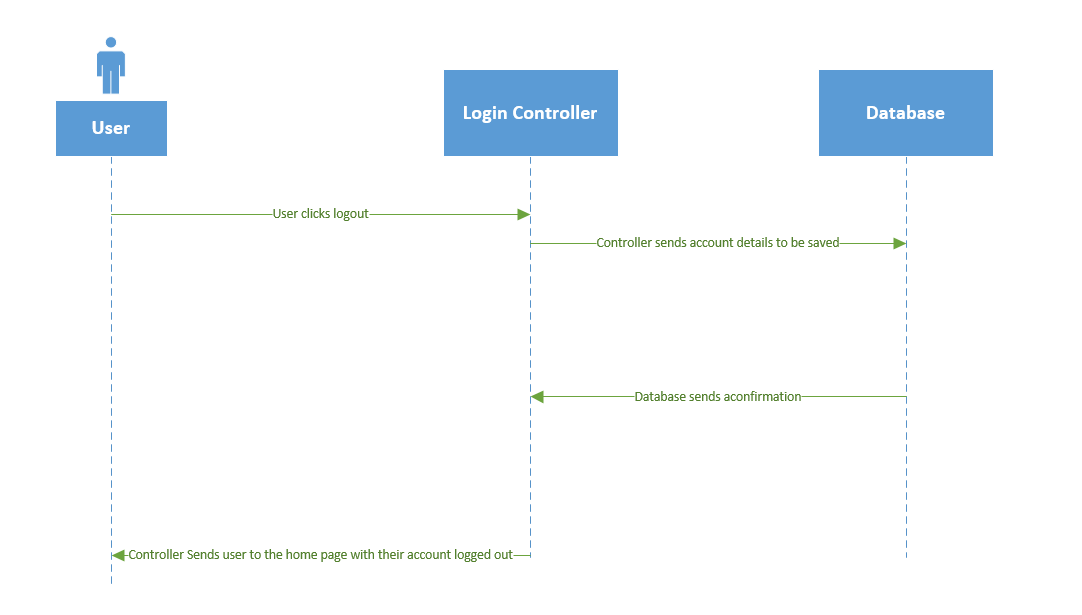 User
Login Controller
Database
User clicks logout
Controller sends account details to be saved
Database sends aconfirmation
Controller Sends user to the home page with their account logged out